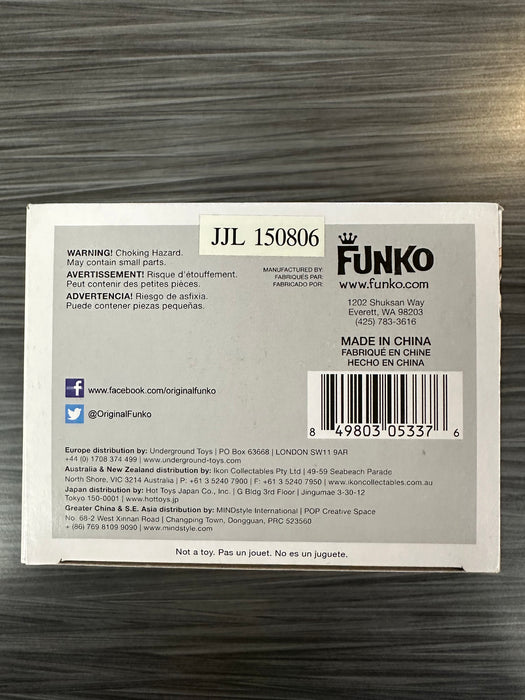 JJL 150806
WARNING! Choking Hazard.
May contain small parts.
AVERTISSEMENT! Risque d'étouffement.
Peut contenir des petites pièces.
ADVERTENCIA! Riesgo de asfixia.
Puede contener piezas pequeñas.
MANUFACTURED BY:
FABRIQUÉS PAR:
FABRICADO POR:
FUNKO
www.funko.com
1202 Shuksan Way
Everett, WA 98203
(425) 783-3616
MADE IN CHINA
FABRIQUÉ EN CHINE
HECHO EN CHINA
8 49803 05337 6
f www.facebook.com/originalfunko
@OriginalFunko
Europe distribution by: Underground Toys | PO Box 63668 | LONDON SW11 9AR
+44 (0) 1708 374 499 | www.underground-toys.com
Australia & New Zealand distribution by: Ikon Collectables Pty Ltd | 49-59 Seabeach Parade
North Shore, VIC 3214 Australia | P: +61 3 5240 7900 | F: +61 3 5240 7950 | www.ikoncollectables.com.au
Japan distribution by: Hot Toys Japan Co., Inc. | G Bldg 3rd Floor | Jingumae 3-30-12
Tokyo 150-0001 | www.hottoys.jp
Greater China & S.E. Asia distribution by: MINDstyle International | POP Creative Space
No. 68-2 West Xinnan Road | Changping Town, Dongguan, PRC 523560
+ (86) 769 8109 9090 | www.mindstyle.com
Not a toy. Pas un jouet. No es un juguete.